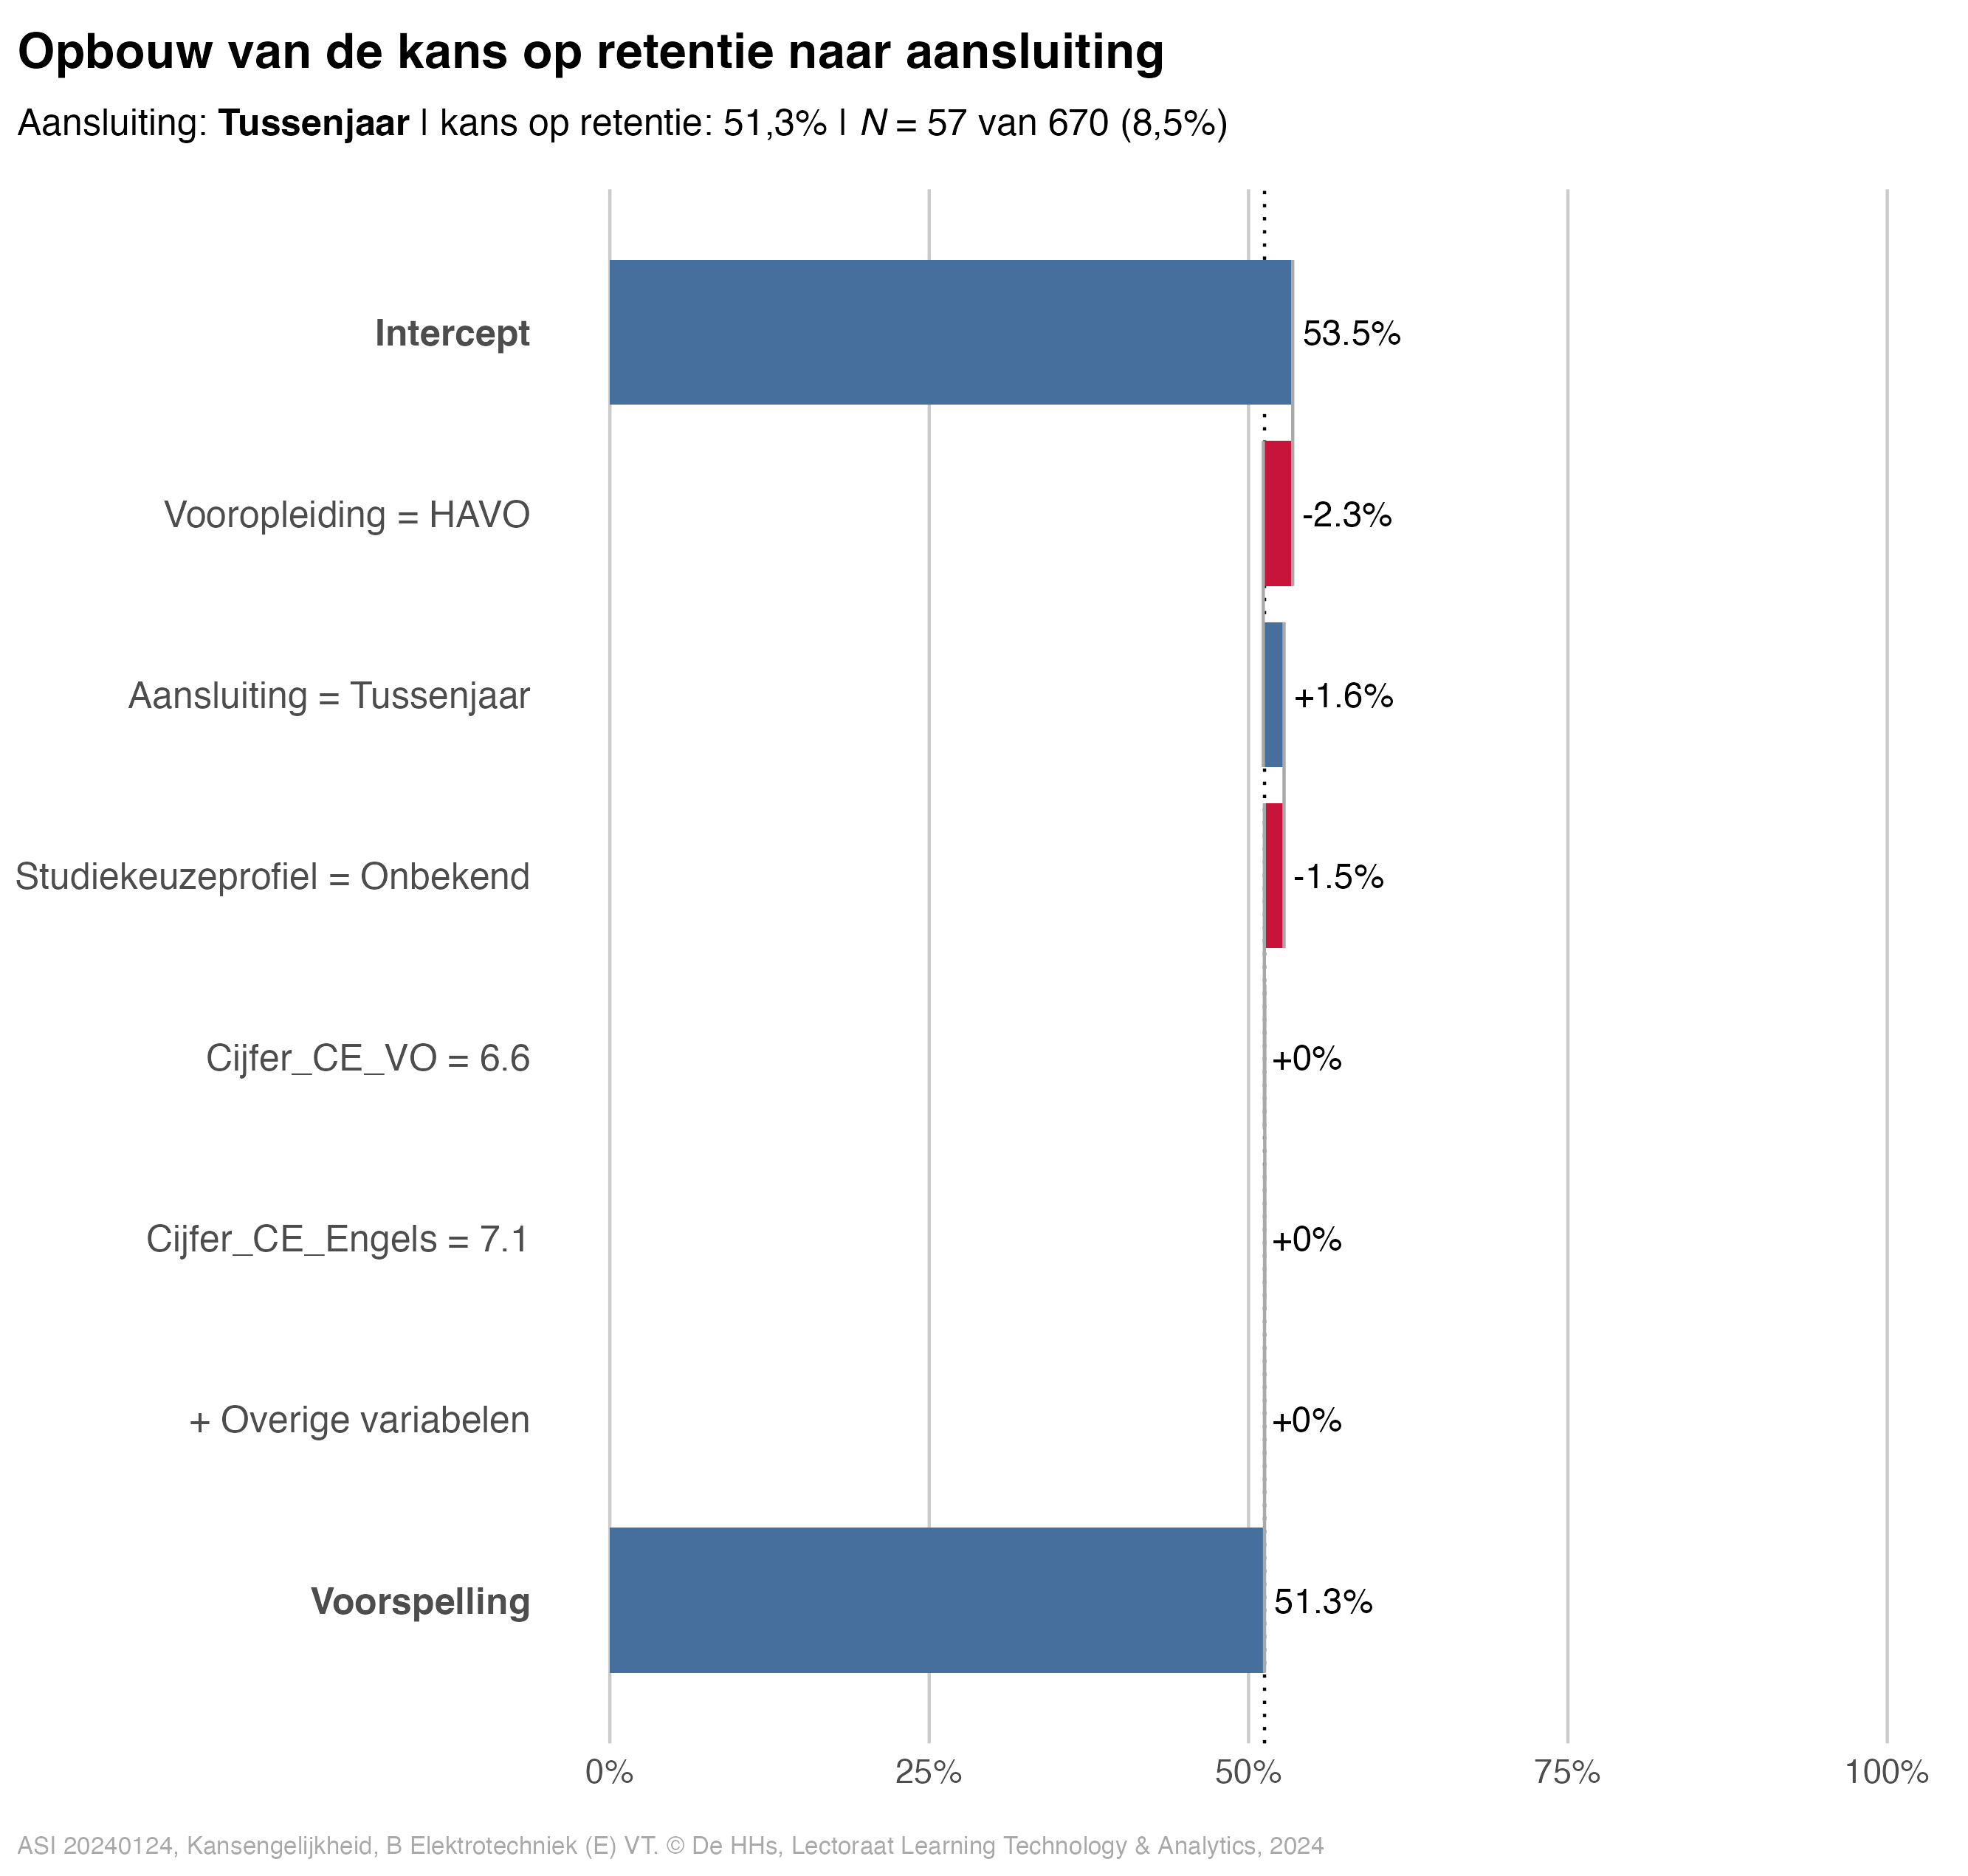 Opbouw van de kans op retentie naar aansluiting
Aansluiting: Tussenjaar | kans op retentie: 51,3% | N = 57 van 670 (8,5%)
Intercept
53.5%
Vooropleiding = HAVO
-2.3%
Aansluiting = Tussenjaar
+1.6%
Studiekeuzeprofiel = Onbekend
-1.5%
Cijfer_CE_VO = 6.6
+0%
Cijfer_CE_Engels = 7.1
+0%
+ Overige variabelen
+0%
Voorspelling
51.3%
0% 25% 50% 75% 100%
ASI 20240124, Kansengelijkheid, B Elektrotechniek (E) VT. © De HHs, Lectoraat Learning Technology & Analytics, 2024